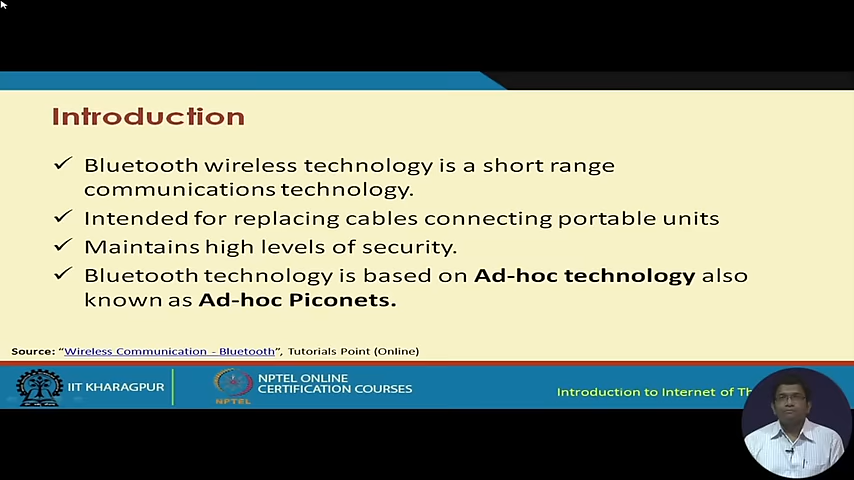 Introduction
✓ Bluetooth wireless technology is a short range
communications technology.
✓ Intended for replacing cables connecting portable units
✓ Maintains high levels of security.
✓ Bluetooth technology is based on Ad-hoc technology also
known as Ad-hoc Piconets.
Source: “Wireless Communication - Bluetooth”, Tutorials Point (Online)
IIT KHARAGPUR
NPTEL
NPTEL ONLINE
CERTIFICATION COURSES
Introduction to Internet of